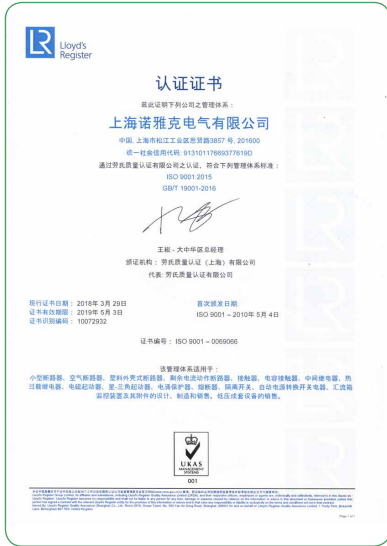 LR
Lloyd's
Register
认证证书
兹此证明下列公司之管理体系：
上海诺雅克电气有限公司
中国, 上海市松江工业区思贤路3857 号, 201600
统一社会信用代码: 91310117669377619D
通过劳氏质量认证有限公司之认证，符合下列管理体系标准：
ISO 9001:2015
GB/T 19001-2016
王崧 - 大中华区总经理
颁证机构： 劳氏质量认证（上海）有限公司
代表: 劳氏质量认证有限公司
现行证书日期： 2018年 3月 29日
首次颁发日期:
证书有效期限： 2019年 5月 3日
ISO 9001 – 2010年 5月 4日
证书识别编码： 10072932
证书编号： ISO 9001 – 0069066
该管理体系适用于：
小型断路器、空气断路器、塑料外壳式断路器、剩余电流动作断路器、接触器、电容接触器、中间继电器、热
过载继电器、电磁起动器、星-三角起动器、电涌保护器、熔断器、隔离开关、自动电源转换开关电器、汇流箱
监控装置及其附件的设计、制造和销售。低压成套设备的销售。
UKAS
MANAGEMENT
SYSTEMS
001
Page 1 of 1